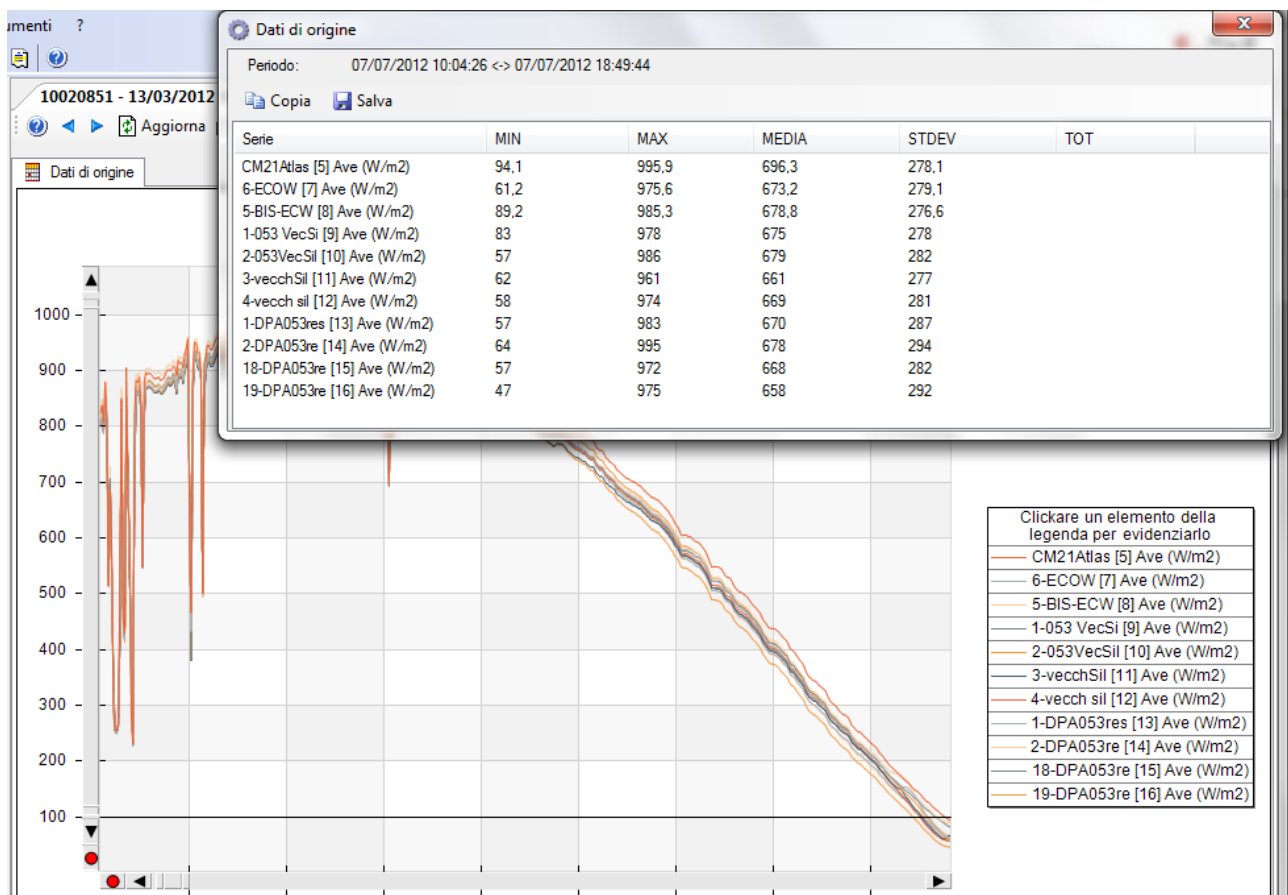 umenti ?
Dati di origine
Periodo: 07/07/2012 10:04:26 <-> 07/07/2012 18:49:44
Copia Salva
Serie MIN MAX MEDIA STDEV TOT
CM21Atlas [5] Ave (W/m2) 94,1 995,9 696,3 278,1
6-ECOW [7] Ave (W/m2) 61,2 975,6 673,2 279,1
5-BIS-ECW [8] Ave (W/m2) 89,2 985,3 678,8 276,6
1-053 VecSi [9] Ave (W/m2) 83 978 675 278
2-053VecSil [10] Ave (W/m2) 57 986 679 282
3-vecchSil [11] Ave (W/m2) 62 961 661 277
4-vecch sil [12] Ave (W/m2) 58 974 669 281
1-DPA053res [13] Ave (W/m2) 57 983 670 287
2-DPA053re [14] Ave (W/m2) 64 995 678 294
18-DPA053re [15] Ave (W/m2) 57 972 668 282
19-DPA053re [16] Ave (W/m2) 47 975 658 292
10020851 - 13/03/2012
Aggiorna
Dati di origine
1000
900
800
700
600
500
400
300
200
100
Clickare un elemento della
legenda per evidenziarlo
CM21Atlas [5] Ave (W/m2)
6-ECOW [7] Ave (W/m2)
5-BIS-ECW [8] Ave (W/m2)
1-053 VecSi [9] Ave (W/m2)
2-053VecSil [10] Ave (W/m2)
3-vecchSil [11] Ave (W/m2)
4-vecch sil [12] Ave (W/m2)
1-DPA053res [13] Ave (W/m2)
2-DPA053re [14] Ave (W/m2)
18-DPA053re [15] Ave (W/m2)
19-DPA053re [16] Ave (W/m2)